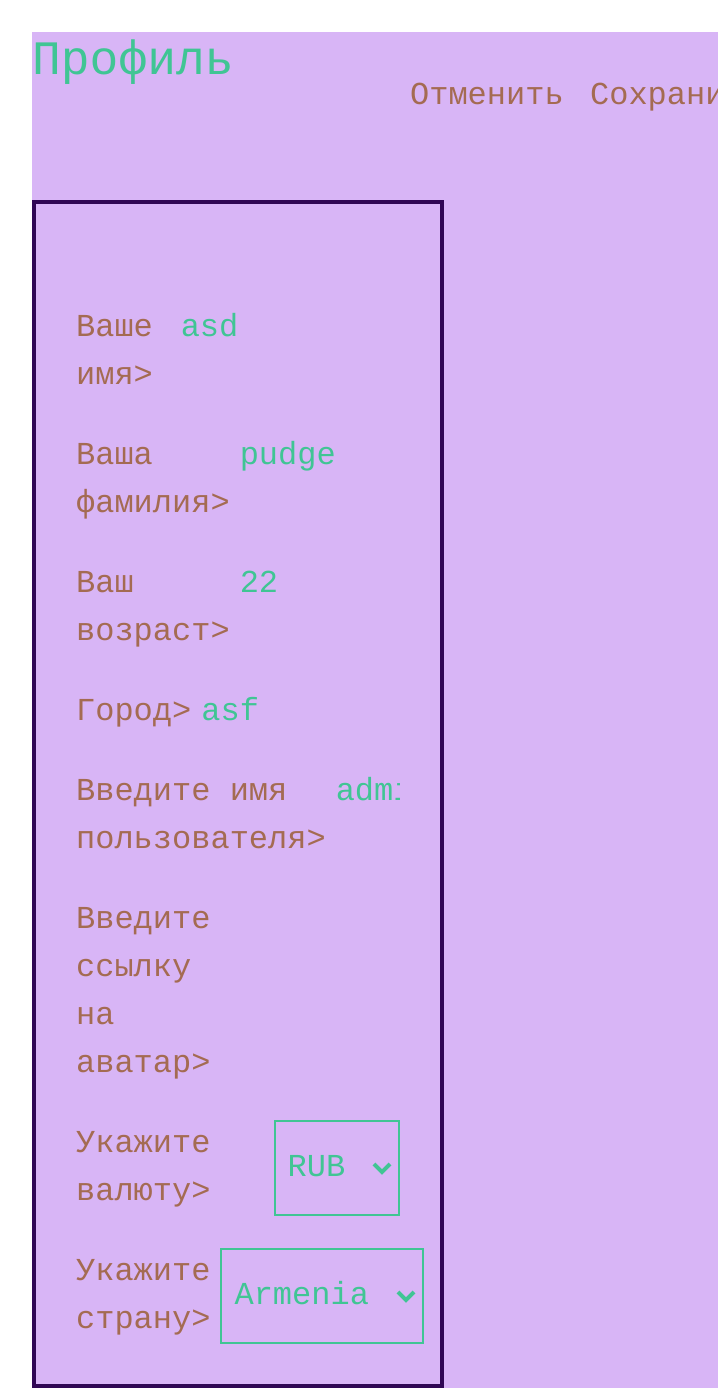 Профиль
Отменить Сохрани
Ваше asd
имя>
Ваша pudge
фамилия>
Ваш 22
возраст>
Город> asf
Введите имя adm
пользователя>
Введите
ссылку
на
аватар>
Укажите
валюту> RUB
Укажите
страну> Armenia